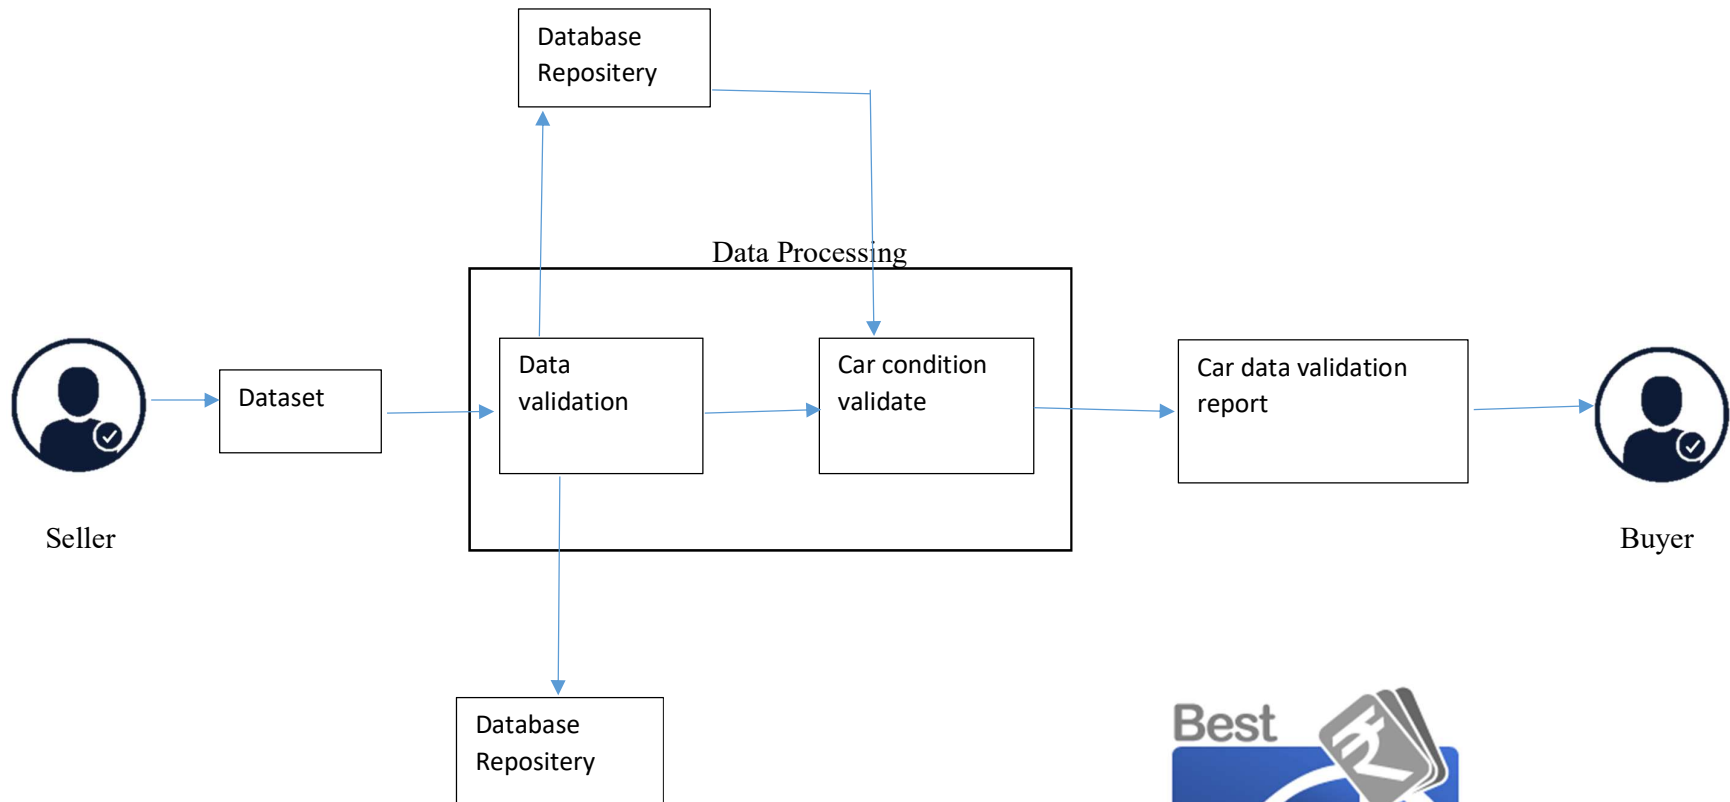 Database
Repositery
Data Processing
Data
validation
Car condition
validate
Car data validation
report
Dataset
Seller
Buyer
Database
Repositery
Best
₹